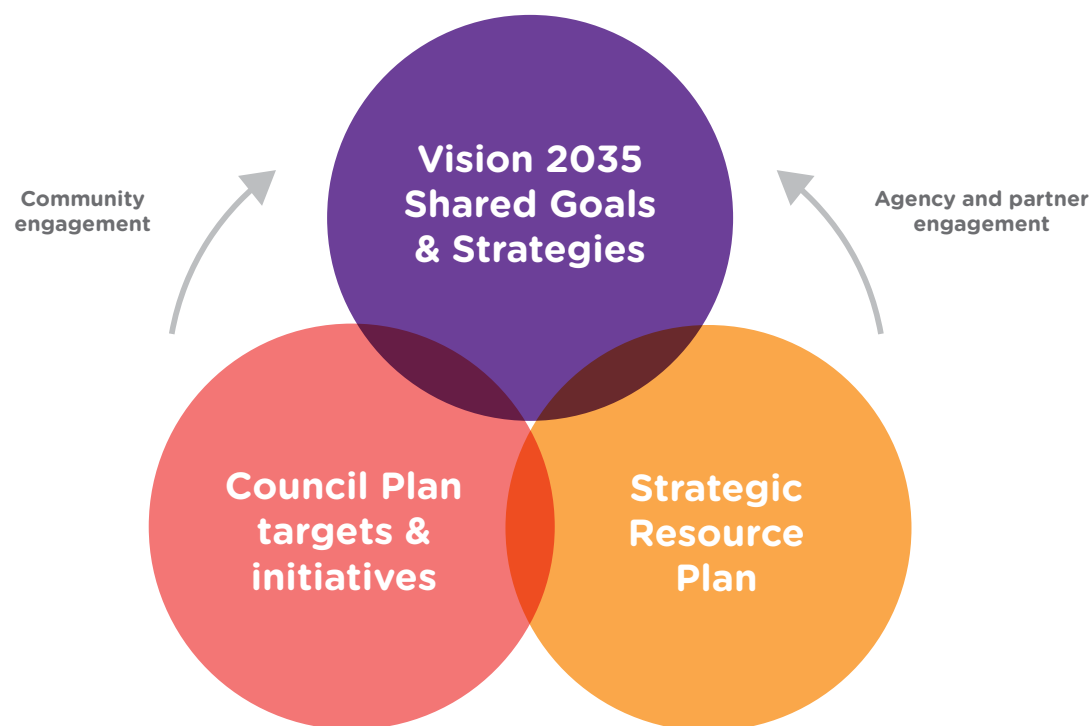 Vision 2035
Shared Goals
& Strategies
Community
engagement
Agency and partner
engagement
Council Plan
targets &
initiatives
Strategic
Resource
Plan